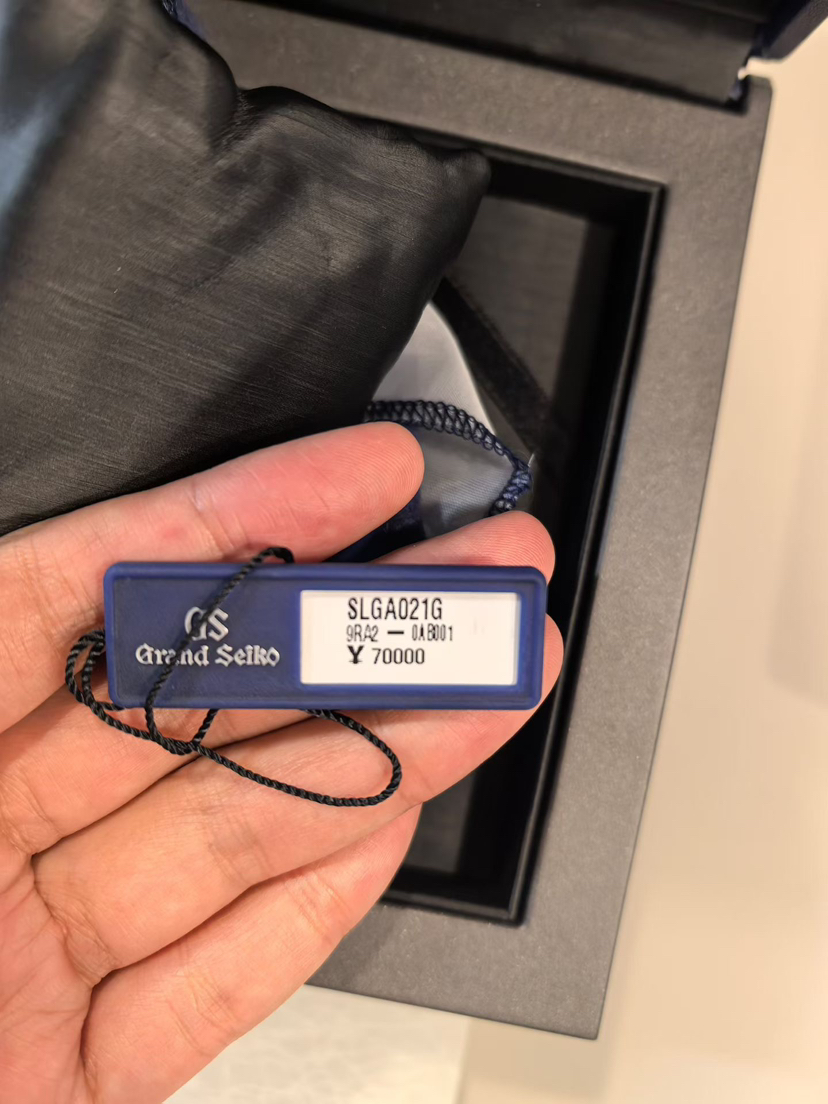 GS
Grand Seiko
SLGA021G
9RA2 — 0AB001
¥ 70000